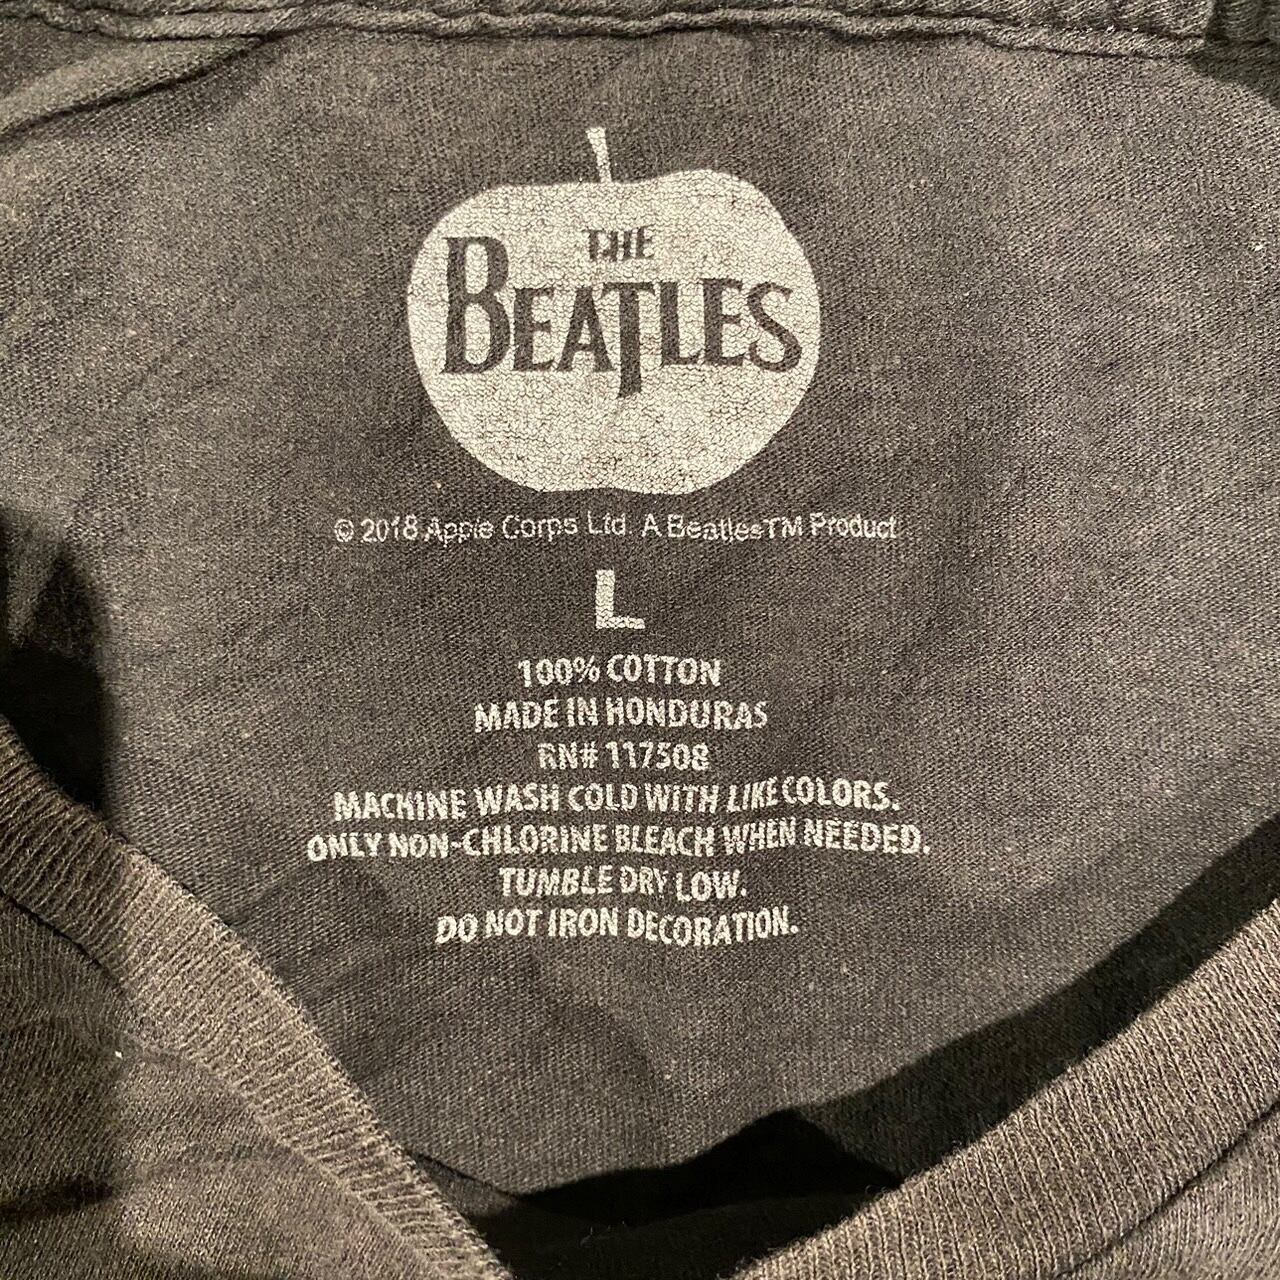 THE
BEATLES
© 2018 Apple Corps Ltd. A Beatles™ Product
L
100% COTTON
MADE IN HONDURAS
RN# 117508
MACHINE WASH COLD WITH LIKE COLORS.
ONLY NON-CHLORINE BLEACH WHEN NEEDED.
TUMBLE DRY LOW.
DO NOT IRON DECORATION.